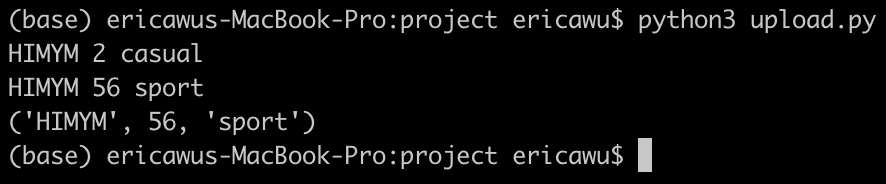 (base) ericawus-MacBook-Pro:project ericawu$ python3 upload.py
HIMYM 2 casual
HIMYM 56 sport
('HIMYM', 56, 'sport')
(base) ericawus-MacBook-Pro:project ericawu$